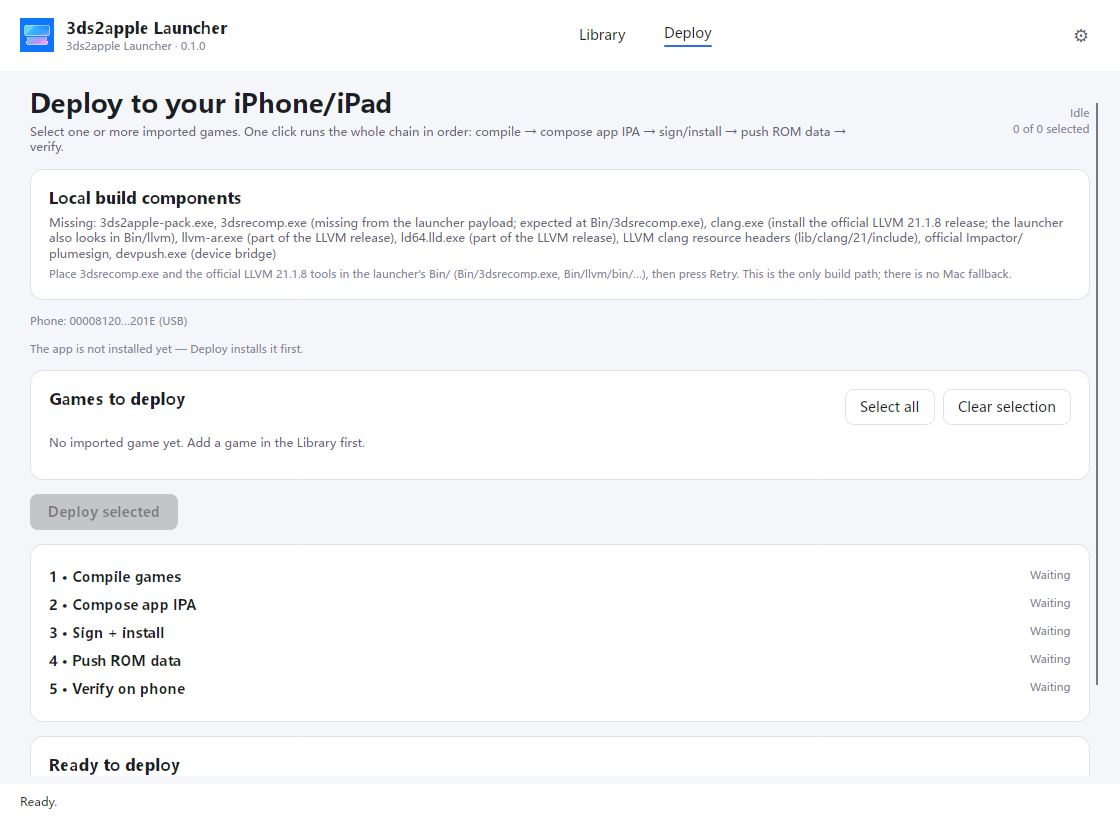 3ds2apple Launcher
3ds2apple Launcher · 0.1.0
Library
Deploy
Deploy to your iPhone/iPad
Select one or more imported games. One click runs the whole chain in order: compile → compose app IPA → sign/install → push ROM data →
verify.
Idle
0 of 0 selected
Local build components
Missing: 3ds2apple-pack.exe, 3dsrecomp.exe (missing from the launcher payload; expected at Bin/3dsrecomp.exe), clang.exe (install the official LLVM 21.1.8 release; the launcher
also looks in Bin/llvm), llvm-ar.exe (part of the LLVM release), ld64.lld.exe (part of the LLVM release), LLVM clang resource headers (lib/clang/21/include), official Impactor/
plumesign, devpush.exe (device bridge)
Place 3dsrecomp.exe and the official LLVM 21.1.8 tools in the launcher's Bin/ (Bin/3dsrecomp.exe, Bin/llvm/bin/...), then press Retry. This is the only build path; there is no Mac fallback.
Phone: 00008120...201E (USB)
The app is not installed yet — Deploy installs it first.
Games to deploy
Select all
Clear selection
No imported game yet. Add a game in the Library first.
Deploy selected
1 • Compile games
Waiting
2 • Compose app IPA
Waiting
3 • Sign + install
Waiting
4 • Push ROM data
Waiting
5 • Verify on phone
Waiting
Ready to deploy
Ready.